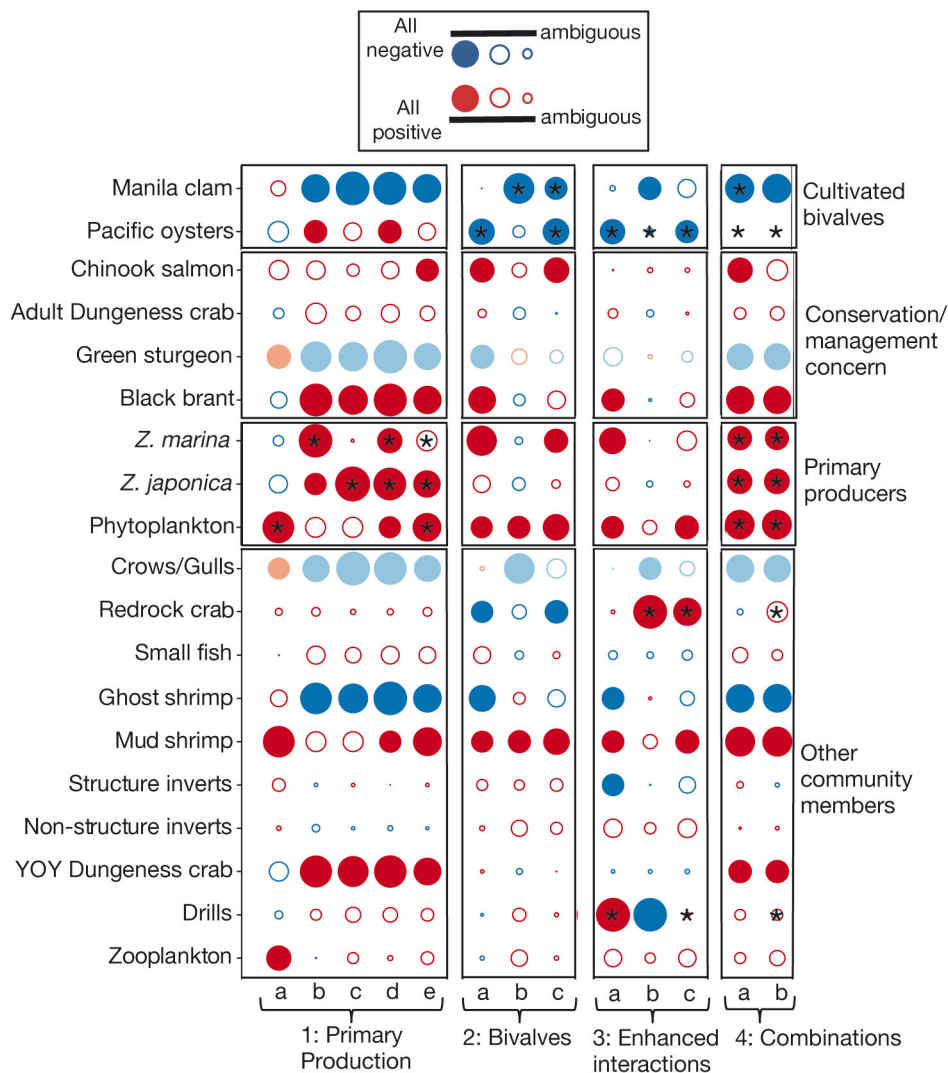 All negative
ambiguous
All positive
ambiguous
Manila clam
Pacific oysters
Cultivated bivalves
Chinook salmon
Adult Dungeness crab
Green sturgeon
Black brant
Conservation/ management concern
Z. marina
Z. japonica
Phytoplankton
Primary producers
Crows/Gulls
Redrock crab
Small fish
Ghost shrimp
Mud shrimp
Structure inverts
Non-structure inverts
YOY Dungeness crab
Drills
Zooplankton
Other community members
a b c d e a b c a b c a b
1: Primary Production
2: Bivalves
3: Enhanced interactions
4: Combinations